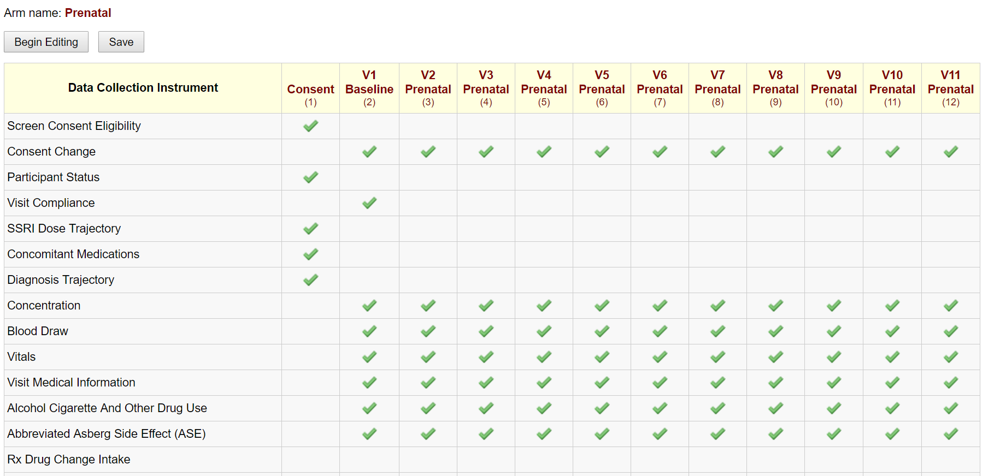 Arm name: Prenatal
Begin Editing Save
Data Collection Instrument Consent (1) V1 Baseline (2) V2 Prenatal (3) V3 Prenatal (4) V4 Prenatal (5) V5 Prenatal (6) V6 Prenatal (7) V7 Prenatal (8) V8 Prenatal (9) V9 Prenatal (10) V10 Prenatal (11) V11 Prenatal (12)
Screen Consent Eligibility
Consent Change
Participant Status
Visit Compliance
SSRI Dose Trajectory
Concomitant Medications
Diagnosis Trajectory
Concentration
Blood Draw
Vitals
Visit Medical Information
Alcohol Cigarette And Other Drug Use
Abbreviated Asberg Side Effect (ASE)
Rx Drug Change Intake